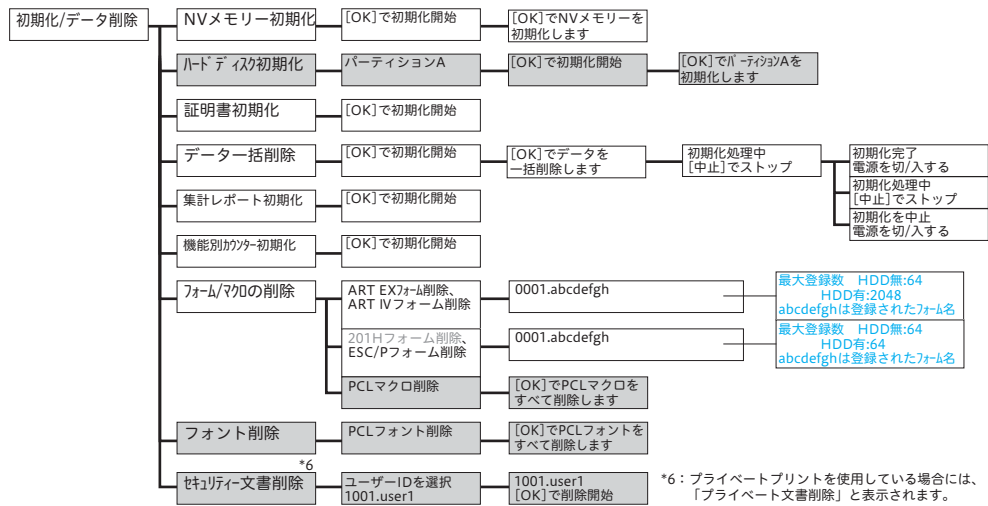 初期化/データ削除
NVメモリー初期化
[OK]で初期化開始
[OK]でNVメモリーを
初期化します
ﾊｰﾄﾞﾃﾞｨｽｸ初期化
パーティションA
[OK]で初期化開始
[OK]でﾊﾟｰﾃｨｼｮﾝAを
初期化します
証明書初期化
[OK]で初期化開始
データ一括削除
[OK]で初期化開始
[OK]でデータを
一括削除します
初期化処理中
[中止]でストップ
初期化完了
電源を切/入する
初期化処理中
[中止]でストップ
初期化を中止
電源を切/入する
集計レポート初期化
[OK]で初期化開始
機能別ｶｳﾝﾀｰ初期化
[OK]で初期化開始
ﾌｫｰﾑ/ﾏｸﾛの削除
ART EXﾌｫｰﾑ削除、
ART IVフォーム削除
0001.abcdefgh
最大登録数　HDD無:64
HDD有:2048
abcdefghは登録されたﾌｫｰﾑ名
201Hフォーム削除、
ESC/Pフォーム削除
0001.abcdefgh
最大登録数　HDD無:64
HDD有:64
abcdefghは登録されたﾌｫｰﾑ名
PCLマクロ削除
[OK]でPCLマクロを
すべて削除します
フォント削除
PCLフォント削除
[OK]でPCLフォントを
すべて削除します
*6
ｾｷｭﾘﾃｨｰ文書削除
ユーザーIDを選択
1001.user1
1001.user1
[OK]で削除開始
*6：プライベートプリントを使用している場合には、
「プライベート文書削除」と表示されます。